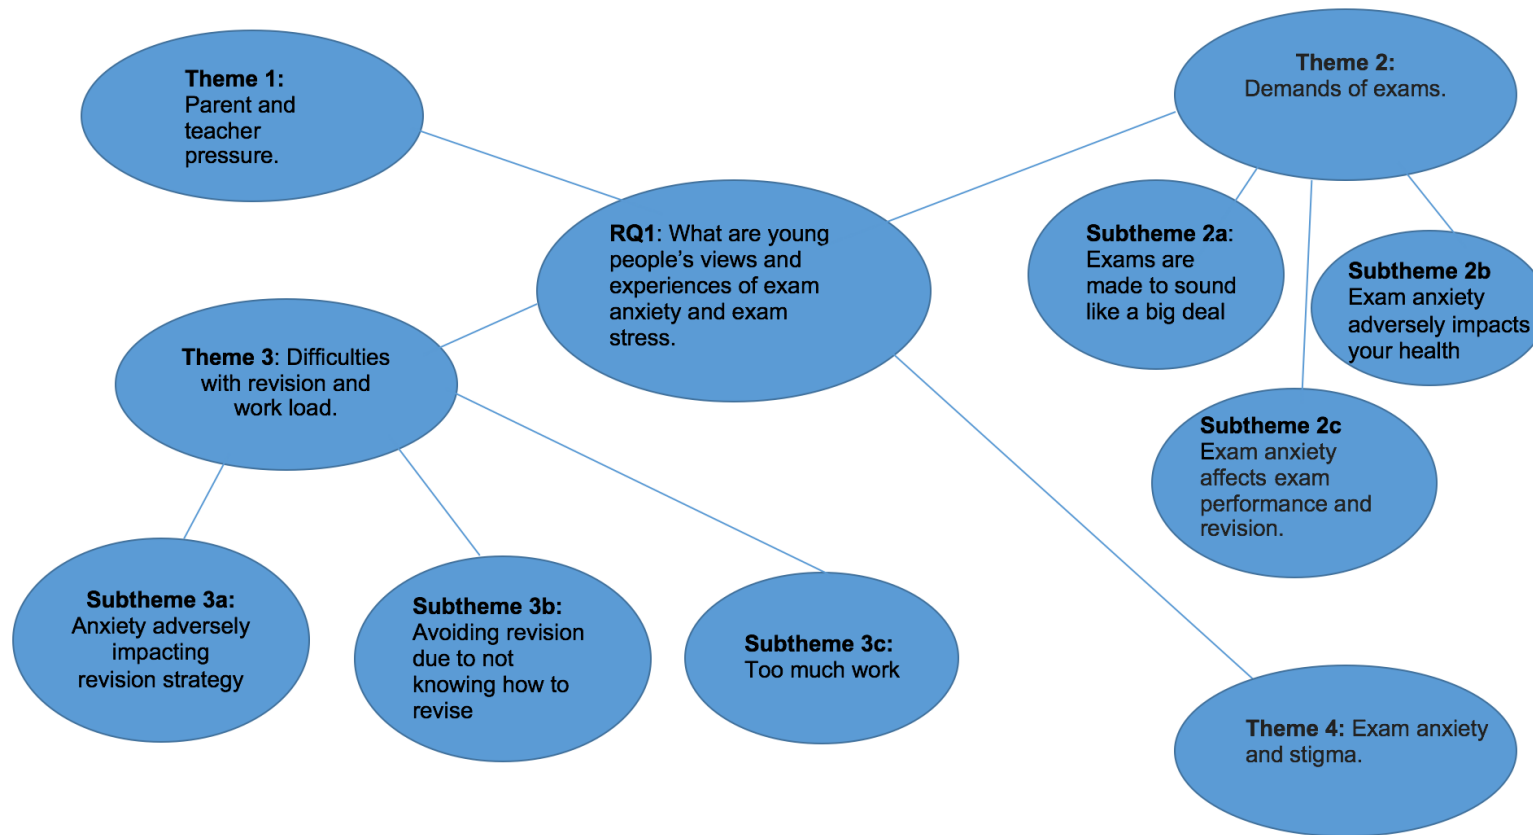 Theme 1:
Parent and
teacher
pressure.
Theme 2:
Demands of exams.
RQ1: What are young
people’s views and
experiences of exam
anxiety and exam
stress.
Subtheme 2a:
Exams are
made to sound
like a big deal
Subtheme 2b
Exam anxiety
adversely impacts
your health
Subtheme 2c
Exam anxiety
affects exam
performance and
revision.
Theme 3: Difficulties
with revision and
work load.
Subtheme 3a:
Anxiety adversely
impacting
revision strategy
Subtheme 3b:
Avoiding revision
due to not
knowing how to
revise
Subtheme 3c:
Too much work
Theme 4: Exam anxiety
and stigma.